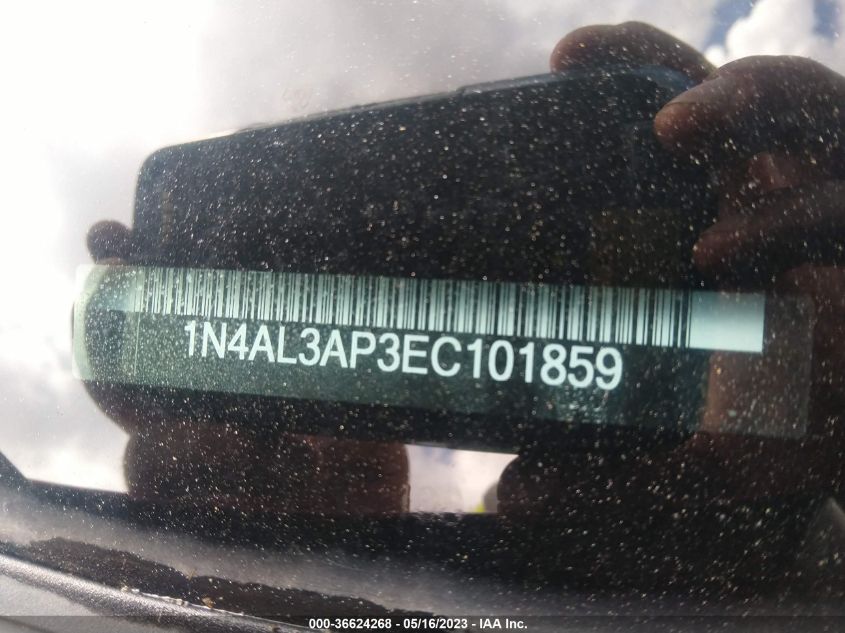 1N4AL3AP3EC101859
000-36624268 - 05/16/2023 - IAA Inc.